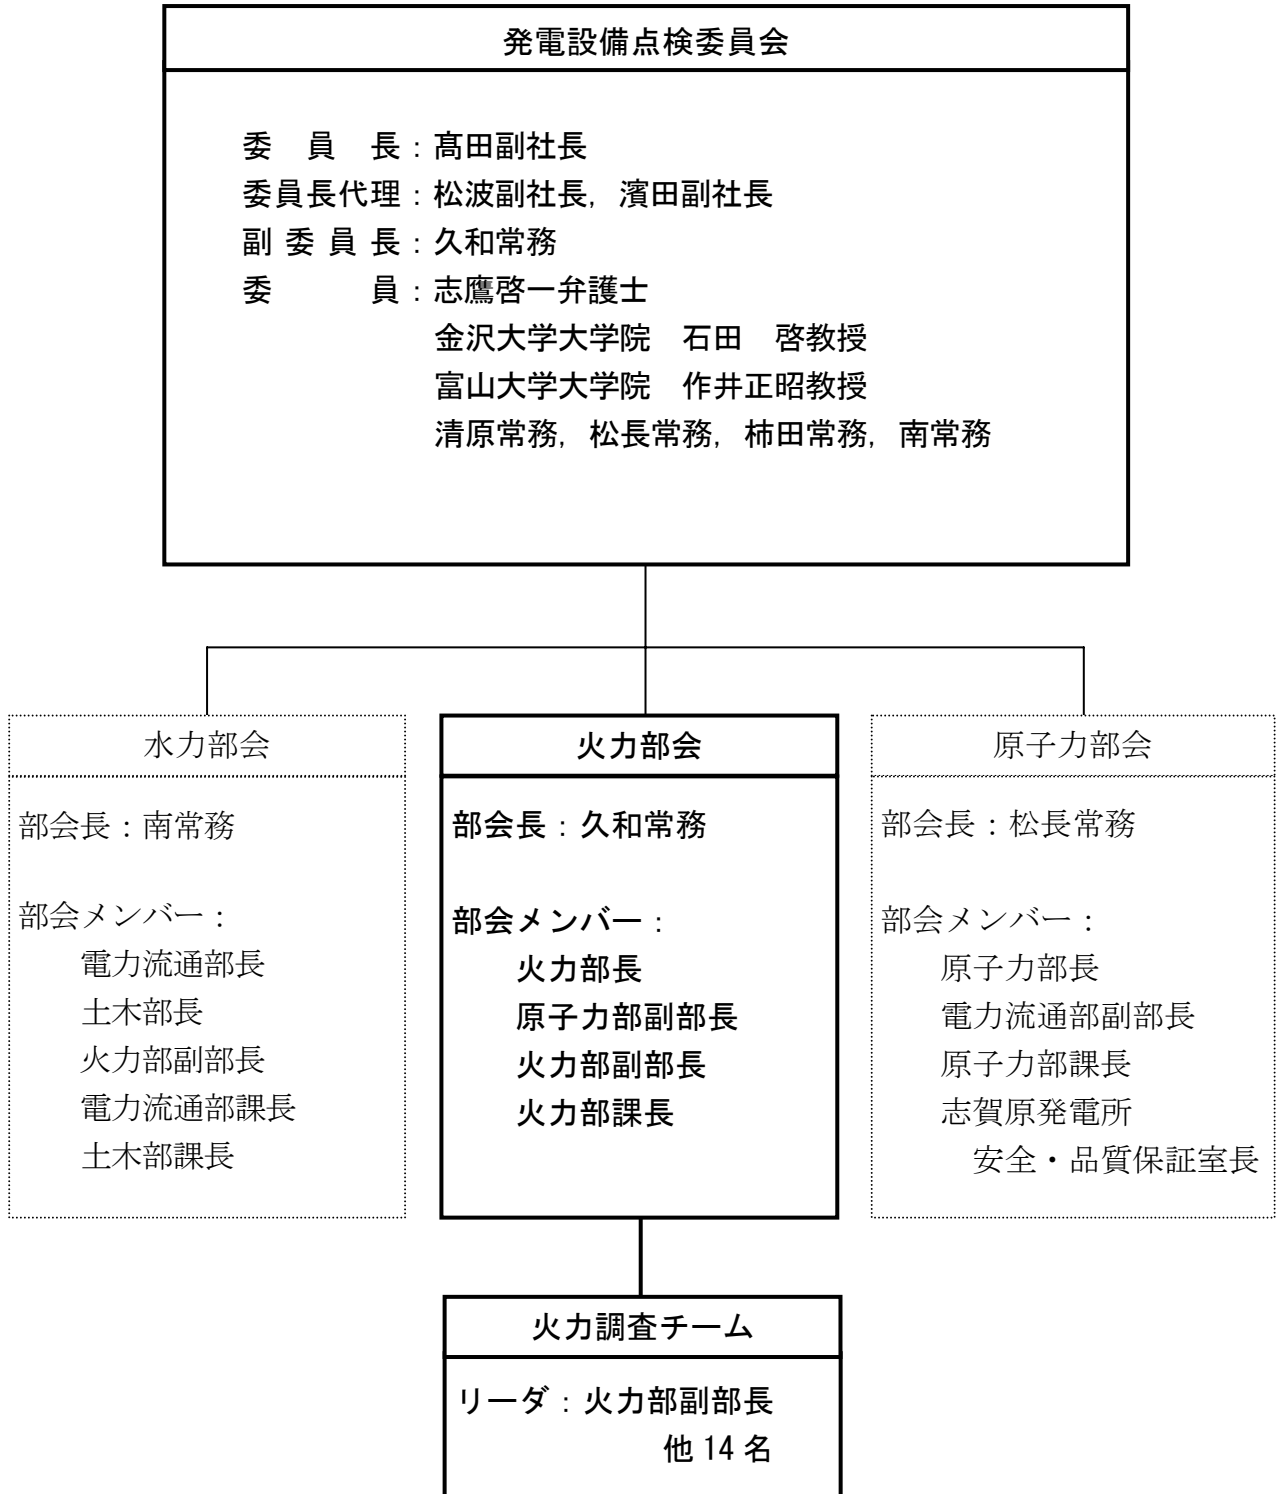 発電設備点検委員会
委　員　長：髙田副社長
委員長代理：松波副社長，濱田副社長
副 委 員 長：久和常務
委　　　員：志鷹啓一弁護士
金沢大学大学院　石田　啓教授
富山大学大学院　作井正昭教授
清原常務，松長常務，柿田常務，南常務
水力部会
部会長：南常務
部会メンバー：
電力流通部長
土木部長
火力部副部長
電力流通部課長
土木部課長
火力部会
部会長：久和常務
部会メンバー：
火力部長
原子力部副部長
火力部副部長
火力部課長
原子力部会
部会長：松長常務
部会メンバー：
原子力部長
電力流通部副部長
原子力部課長
志賀原発電所
安全・品質保証室長
火力調査チーム
リーダ：火力部副部長
他 14 名